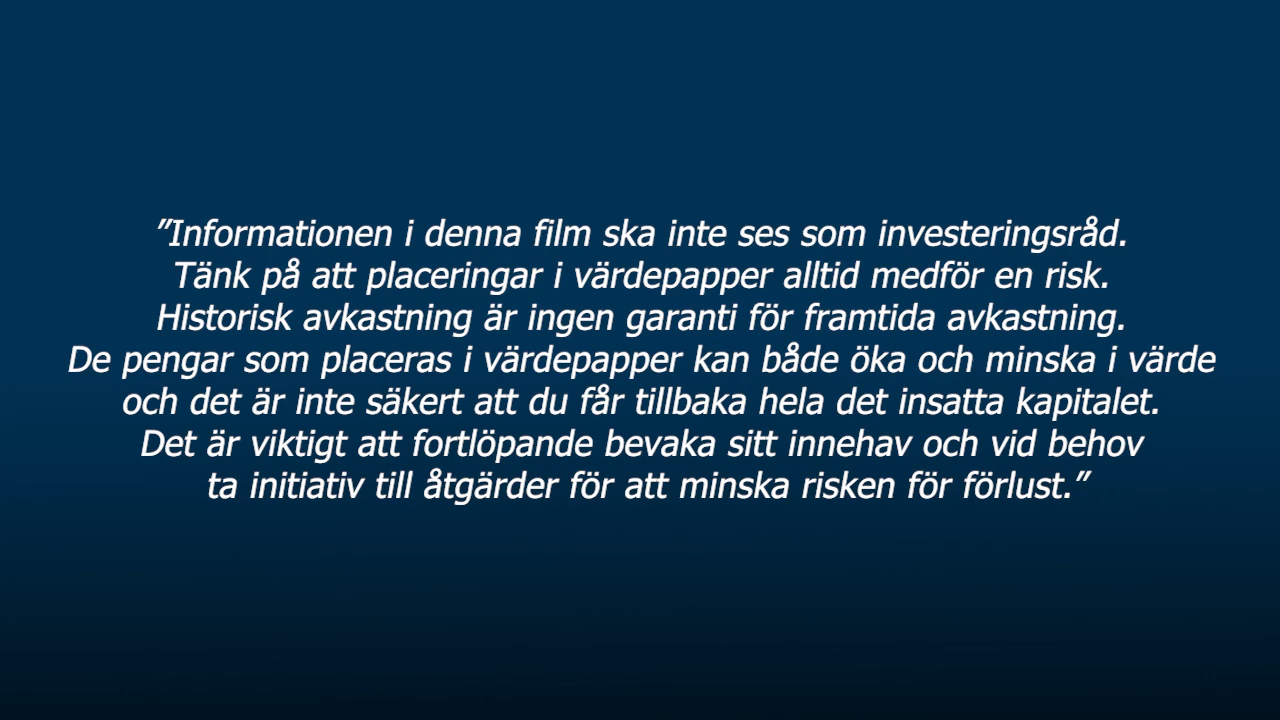 ”Informationen i denna film ska inte ses som investeringsråd.
Tänk på att placeringar i värdepapper alltid medför en risk.
Historisk avkastning är ingen garanti för framtida avkastning.
De pengar som placeras i värdepapper kan både öka och minska i värde
och det är inte säkert att du får tillbaka hela det insatta kapitalet.
Det är viktigt att fortlöpande bevaka sitt innehav och vid behov
ta initiativ till åtgärder för att minska risken för förlust.”